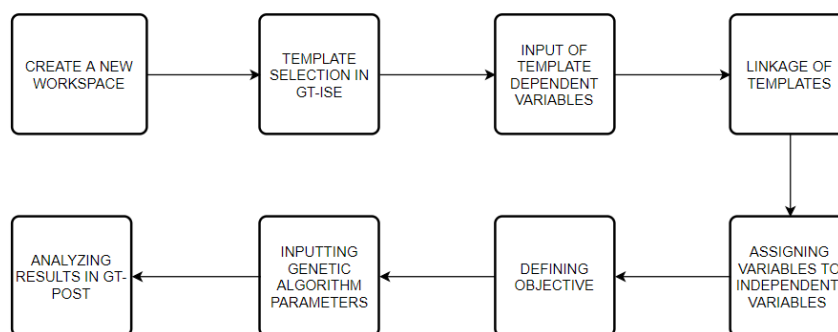 CREATE A NEW
WORKSPACE
TEMPLATE
SELECTION IN
GT-ISE
INPUT OF
TEMPLATE
DEPENDENT
VARIABLES
LINKAGE OF
TEMPLATES
ASSIGNING
VARIABLES TO
INDEPENDENT
VARIABLES
DEFINING
OBJECTIVE
INPUTTING
GENETIC
ALGORITHM
PARAMETERS
ANALYZING
RESULTS IN GT-
POST